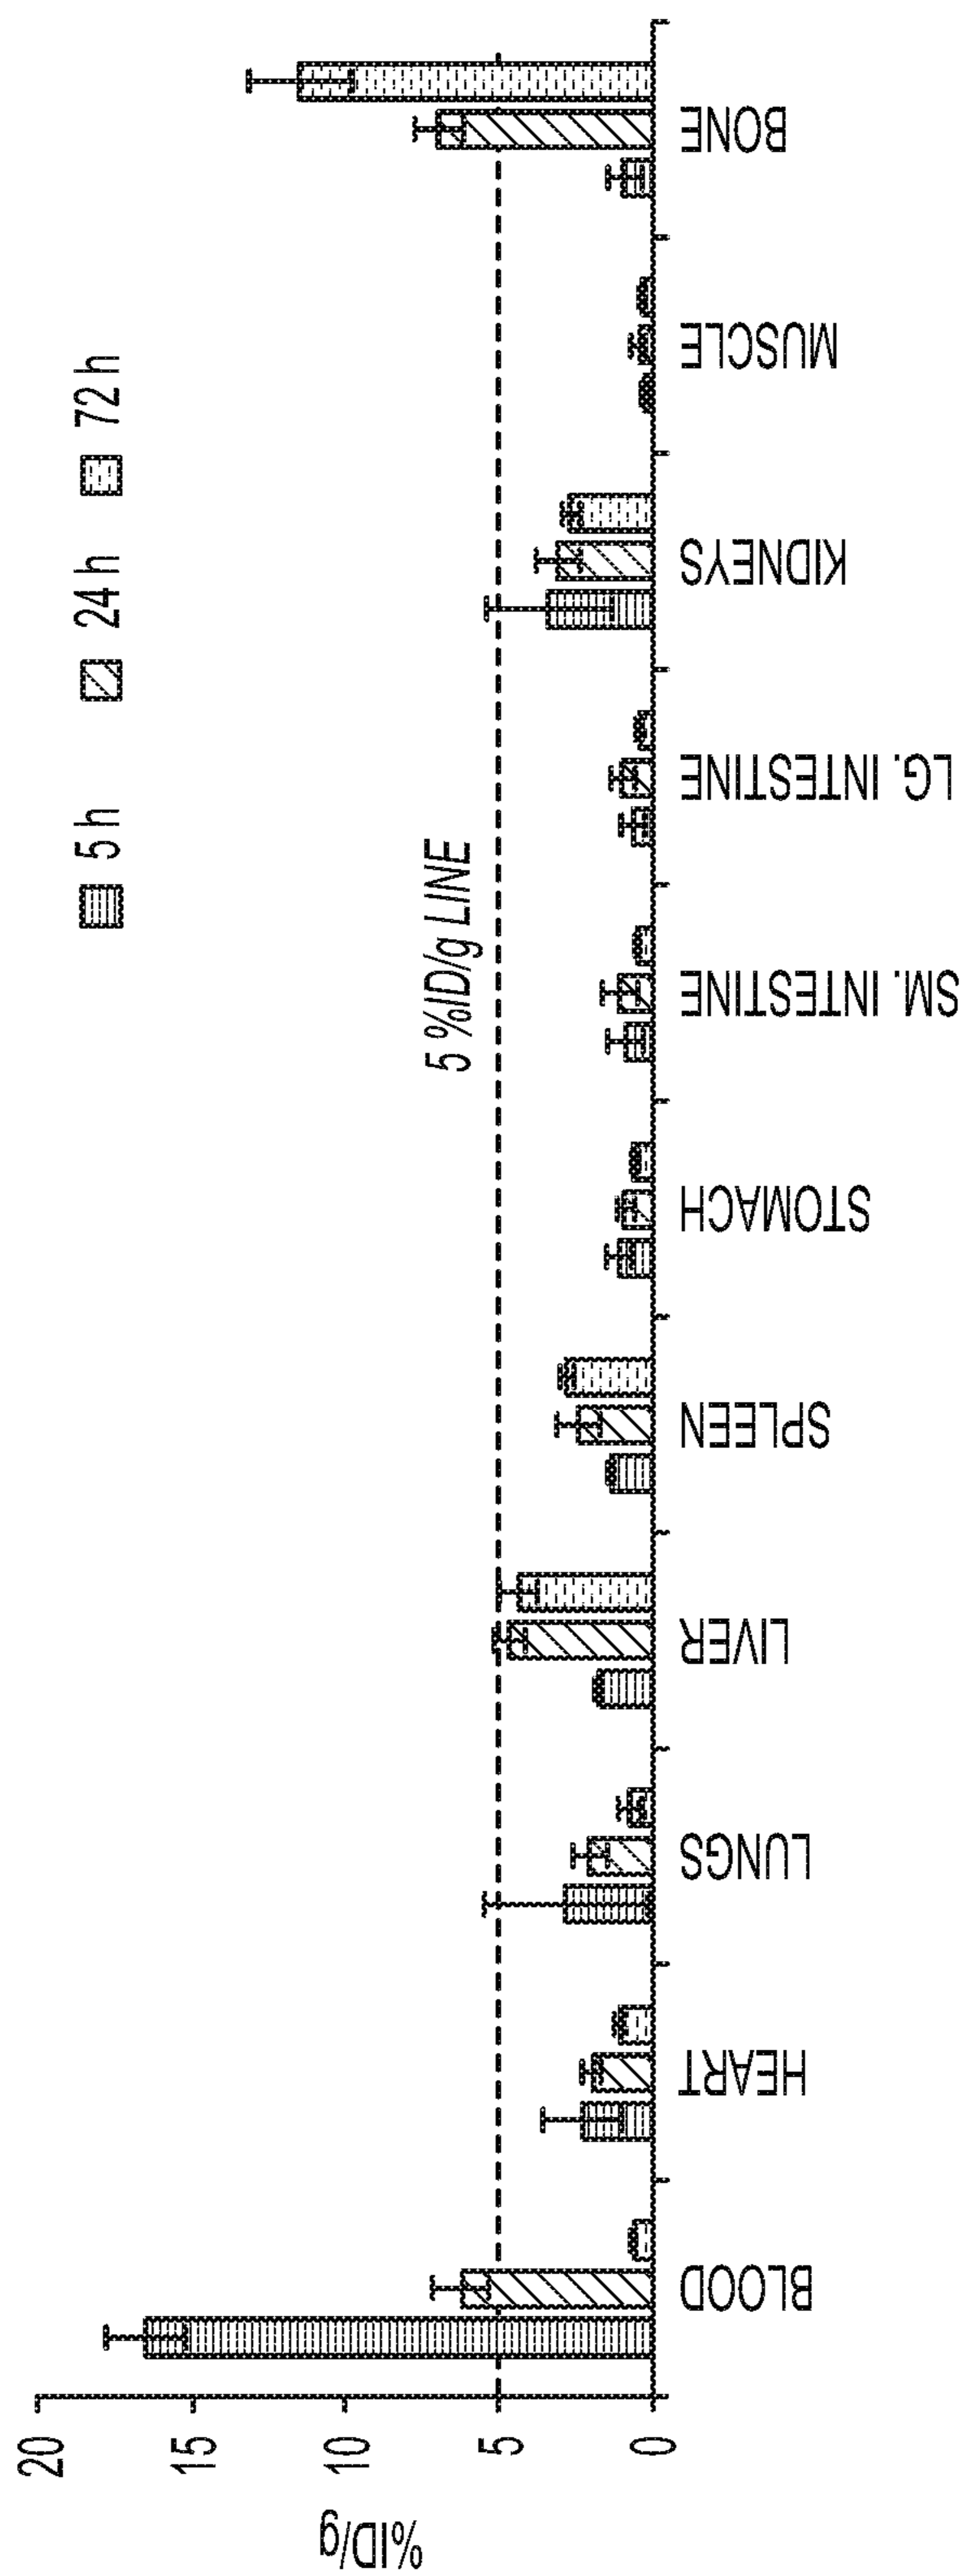 5 h 24 h 72 h
%ID/g
20
15
10
5
0
5 %ID/g LINE
BLOOD
HEART
LUNGS
LIVER
SPLEEN
STOMACH
SM. INTESTINE
LG. INTESTINE
KIDNEYS
MUSCLE
BONE